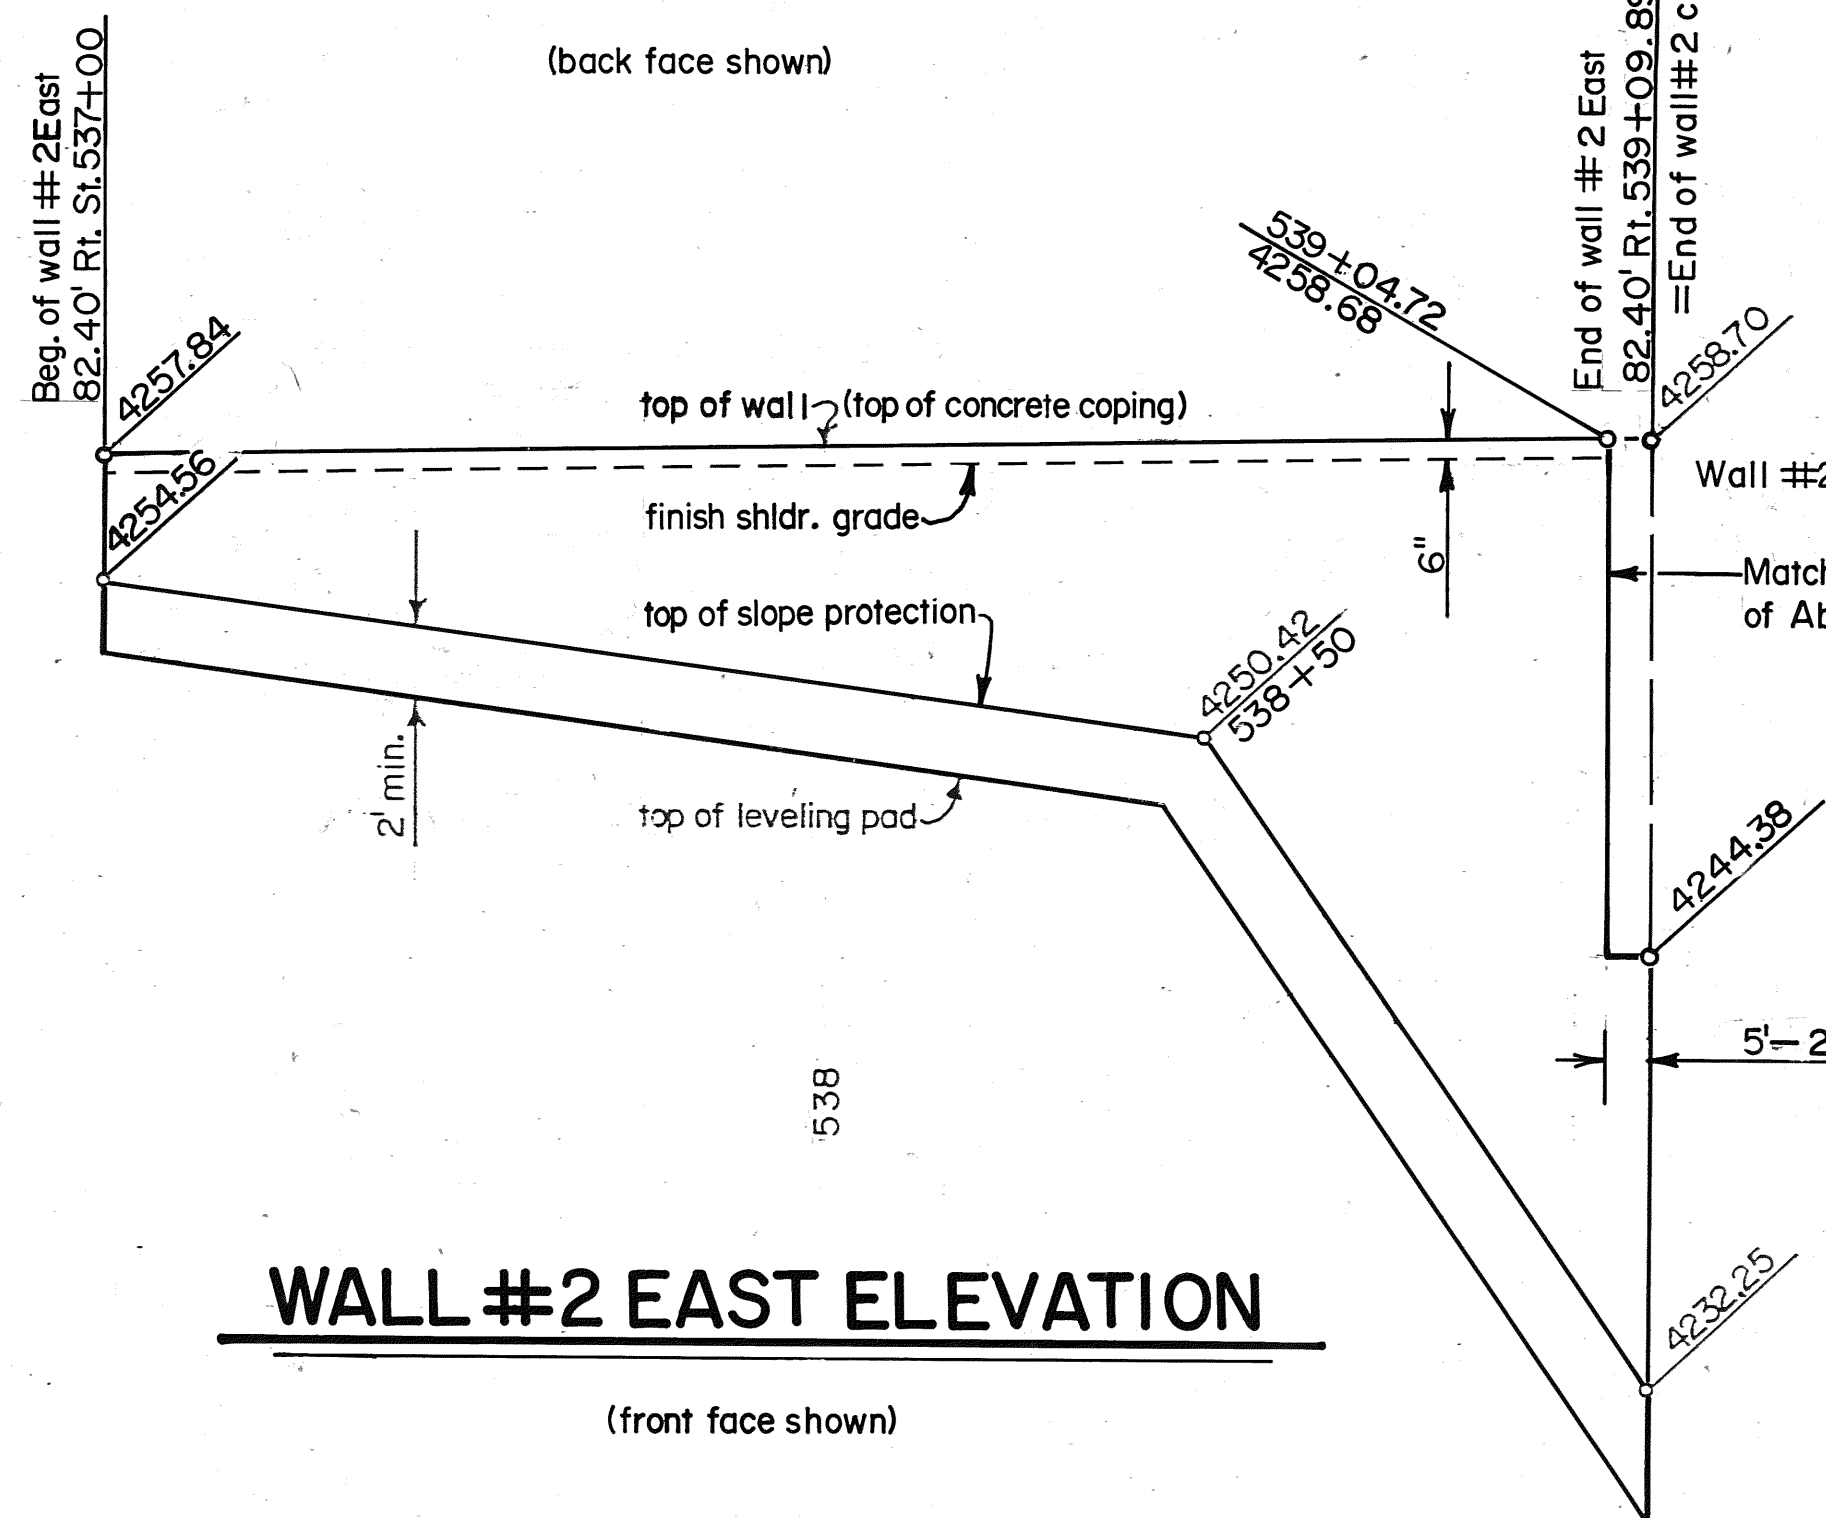 (back face shown)
Beg. of wall #2East
82.40' Rt. St. 537+00
End of wall #2 East
82.40' Rt. 539+09.89
=End of wall #2
539+04.72
4258.68
4257.84
4258.70
top of wall (top of concrete coping)
4254.56
Wall #2
finish shldr. grade
6"
Match
of
top of slope protection
4250.42
538+50
2' min.
top of leveling pad
4244.38
5'-2
538
WALL #2 EAST ELEVATION
4232.25
(front face shown)